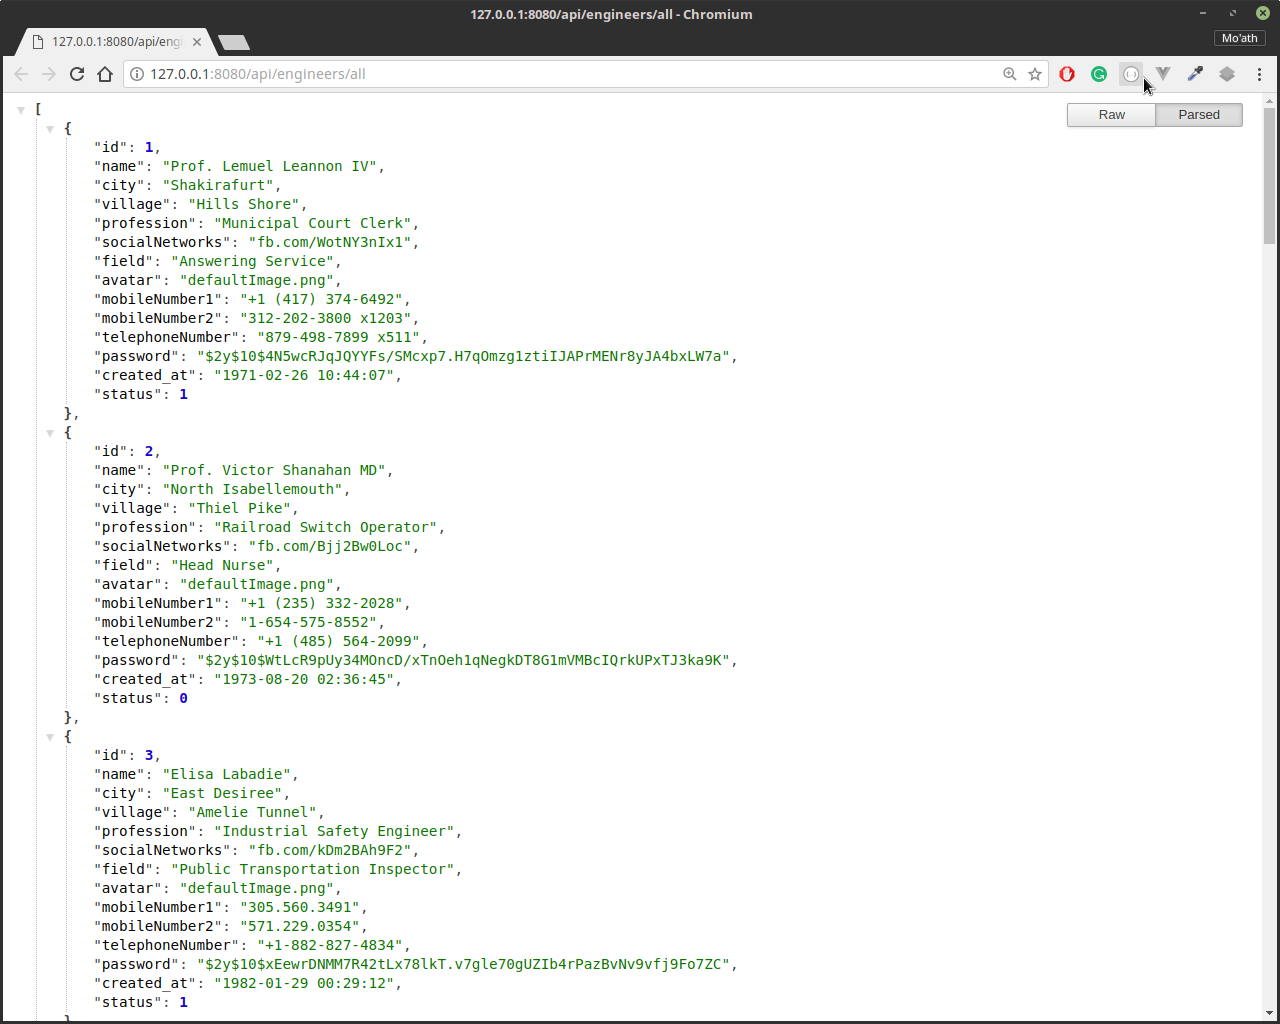 127.0.0.1:8080/api/engineers/all - Chromium
127.0.0.1:8080/api/eng
Mo'ath
127.0.0.1:8080/api/engineers/all
Raw
Parsed
[
{
"id": 1,
"name": "Prof. Lemuel Leannon IV",
"city": "Shakirafurt",
"village": "Hills Shore",
"profession": "Municipal Court Clerk",
"socialNetworks": "fb.com/WotNY3nIx1",
"field": "Answering Service",
"avatar": "defaultImage.png",
"mobileNumber1": "+1 (417) 374-6492",
"mobileNumber2": "312-202-3800 x1203",
"telephoneNumber": "879-498-7899 x511",
"password": "$2y$10$4N5wcRJqJQYYFs/SMcxp7.H7qOmzg1ztiIJAPrMENr8yJA4bxLW7a",
"created_at": "1971-02-26 10:44:07",
"status": 1
},
{
"id": 2,
"name": "Prof. Victor Shanahan MD",
"city": "North Isabellemouth",
"village": "Thiel Pike",
"profession": "Railroad Switch Operator",
"socialNetworks": "fb.com/Bjj2Bw0Loc",
"field": "Head Nurse",
"avatar": "defaultImage.png",
"mobileNumber1": "+1 (235) 332-2028",
"mobileNumber2": "1-654-575-8552",
"telephoneNumber": "+1 (485) 564-2099",
"password": "$2y$10$WtLcR9pUy34MOncD/xTnOeh1qNegkDT8G1mVMBcIQrkUPxTJ3ka9K",
"created_at": "1973-08-20 02:36:45",
"status": 0
},
{
"id": 3,
"name": "Elisa Labadie",
"city": "East Desiree",
"village": "Amelie Tunnel",
"profession": "Industrial Safety Engineer",
"socialNetworks": "fb.com/kDm2BAh9F2",
"field": "Public Transportation Inspector",
"avatar": "defaultImage.png",
"mobileNumber1": "305.560.3491",
"mobileNumber2": "571.229.0354",
"telephoneNumber": "+1-882-827-4834",
"password": "$2y$10$xEewrDNMM7R42tLx78lkT.v7gle70gUZIb4rPazBvNv9vfj9Fo7ZC",
"created_at": "1982-01-29 00:29:12",
"status": 1
}